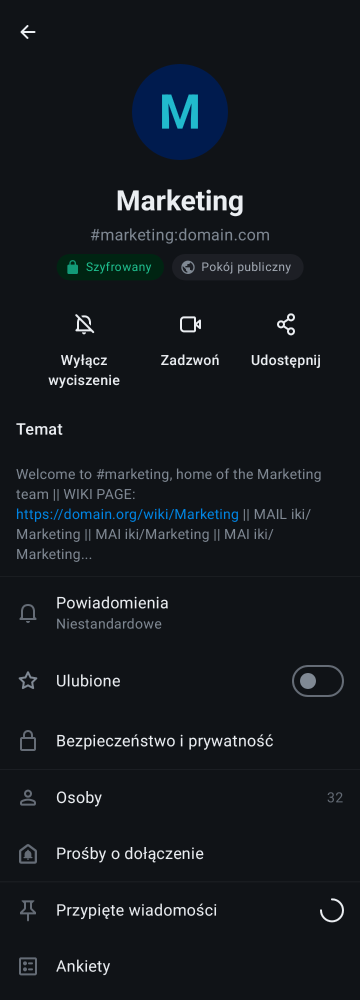 M
Marketing
#marketing:domain.com
Szyfrowany
Pokój publiczny
Wyłącz
wyciszenie
Zadzwoń
Udostępnij
Temat
Welcome to #marketing, home of the Marketing
team || WIKI PAGE:
https://domain.org/wiki/Marketing || MAIL iki/
Marketing || MAI iki/Marketing || MAI iki/
Marketing...
Powiadomienia
Niestandardowe
Ulubione
Bezpieczeństwo i prywatność
Osoby 32
Prośby o dołączenie
Przypięte wiadomości
Ankiety